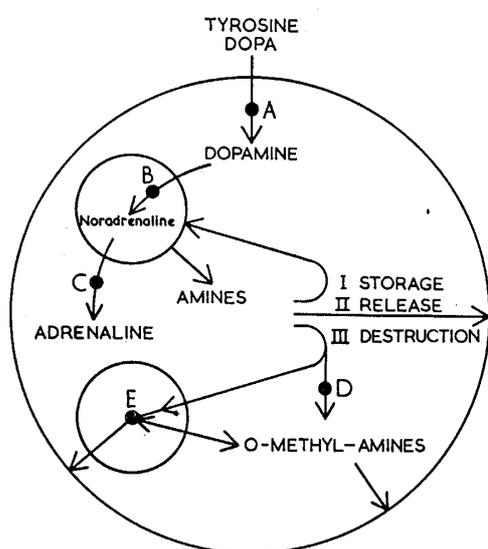 TYROSINE
DOPA
A
DOPAMINE
B
Noradrenaline
C
AMINES
ADRENALINE
I STORAGE
II RELEASE
III DESTRUCTION
D
E
O-METHYL-AMINES